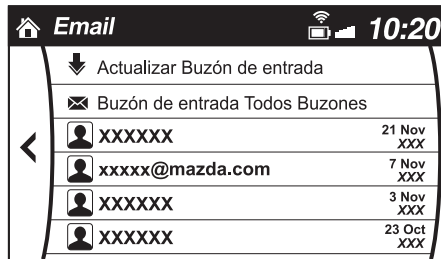 Email 10:20
Actualizar Buzón de entrada
Buzón de entrada Todos Buzones
XXXXXX 21 Nov
XXX
xxxxx@mazda.com 7 Nov
XXX
XXXXXX 3 Nov
XXX
XXXXXX 23 Oct
XXX